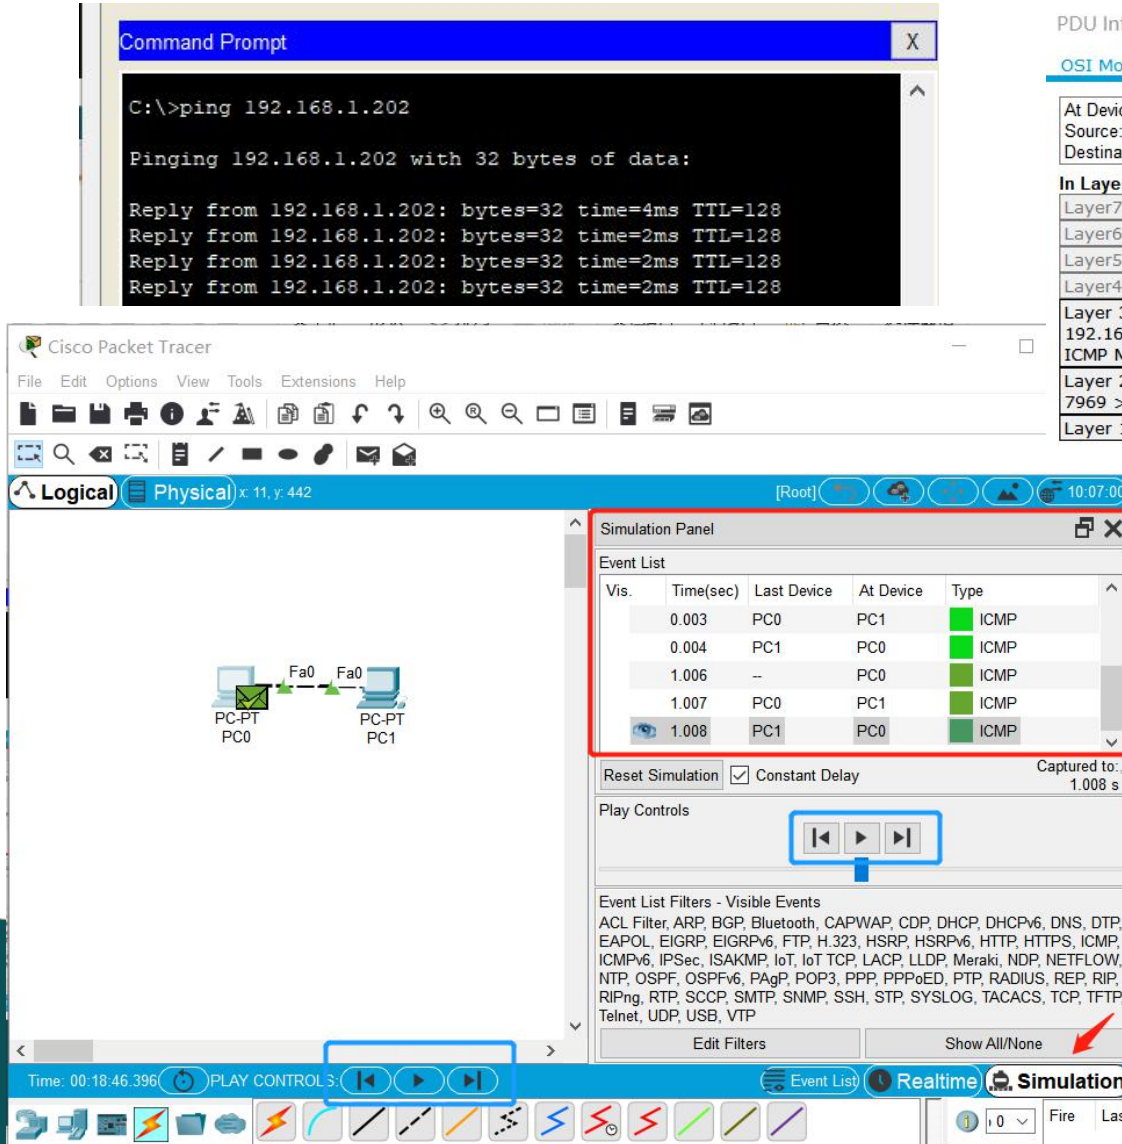 Command Prompt
X
C:\>ping 192.168.1.202
Pinging 192.168.1.202 with 32 bytes of data:
Reply from 192.168.1.202: bytes=32 time=4ms TTL=128
Reply from 192.168.1.202: bytes=32 time=2ms TTL=128
Reply from 192.168.1.202: bytes=32 time=2ms TTL=128
Reply from 192.168.1.202: bytes=32 time=2ms TTL=128
PDU In
OSI Mo
At Devic
Source:
Destina
In Laye
Layer7
Layer6
Layer5
Layer4
Layer 3
192.16
ICMP M
Layer 2
7969 >
Layer 1
Cisco Packet Tracer
File Edit Options View Tools Extensions Help
Logical Physical x: 11, y: 442 [Root] 10:07:00
Simulation Panel
Event List
Vis. Time(sec) Last Device At Device Type
0.003 PC0 PC1 ICMP
0.004 PC1 PC0 ICMP
1.006 -- PC0 ICMP
1.007 PC0 PC1 ICMP
1.008 PC1 PC0 ICMP
Fa0 Fa0
PC-PT PC-PT
PC0 PC1
Reset Simulation Constant Delay Captured to:
1.008 s
Play Controls
Event List Filters - Visible Events
ACL Filter, ARP, BGP, Bluetooth, CAPWAP, CDP, DHCP, DHCPv6, DNS, DTP,
EAPOL, EIGRP, EIGRPv6, FTP, H.323, HSRP, HSRPv6, HTTP, HTTPS, ICMP,
ICMPv6, IPSec, ISAKMP, IoT, IoT TCP, LACP, LLDP, Meraki, NDP, NETFLOW,
NTP, OSPF, OSPFv6, PAgP, POP3, PPP, PPPoED, PTP, RADIUS, REP, RIP,
RIPng, RTP, SCCP, SMTP, SNMP, SSH, STP, SYSLOG, TACACS, TCP, TFTP,
Telnet, UDP, USB, VTP
Edit Filters Show All/None
Time: 00:18:46.396 PLAY CONTROLS: Event List Realtime Simulation
0 Fire Las